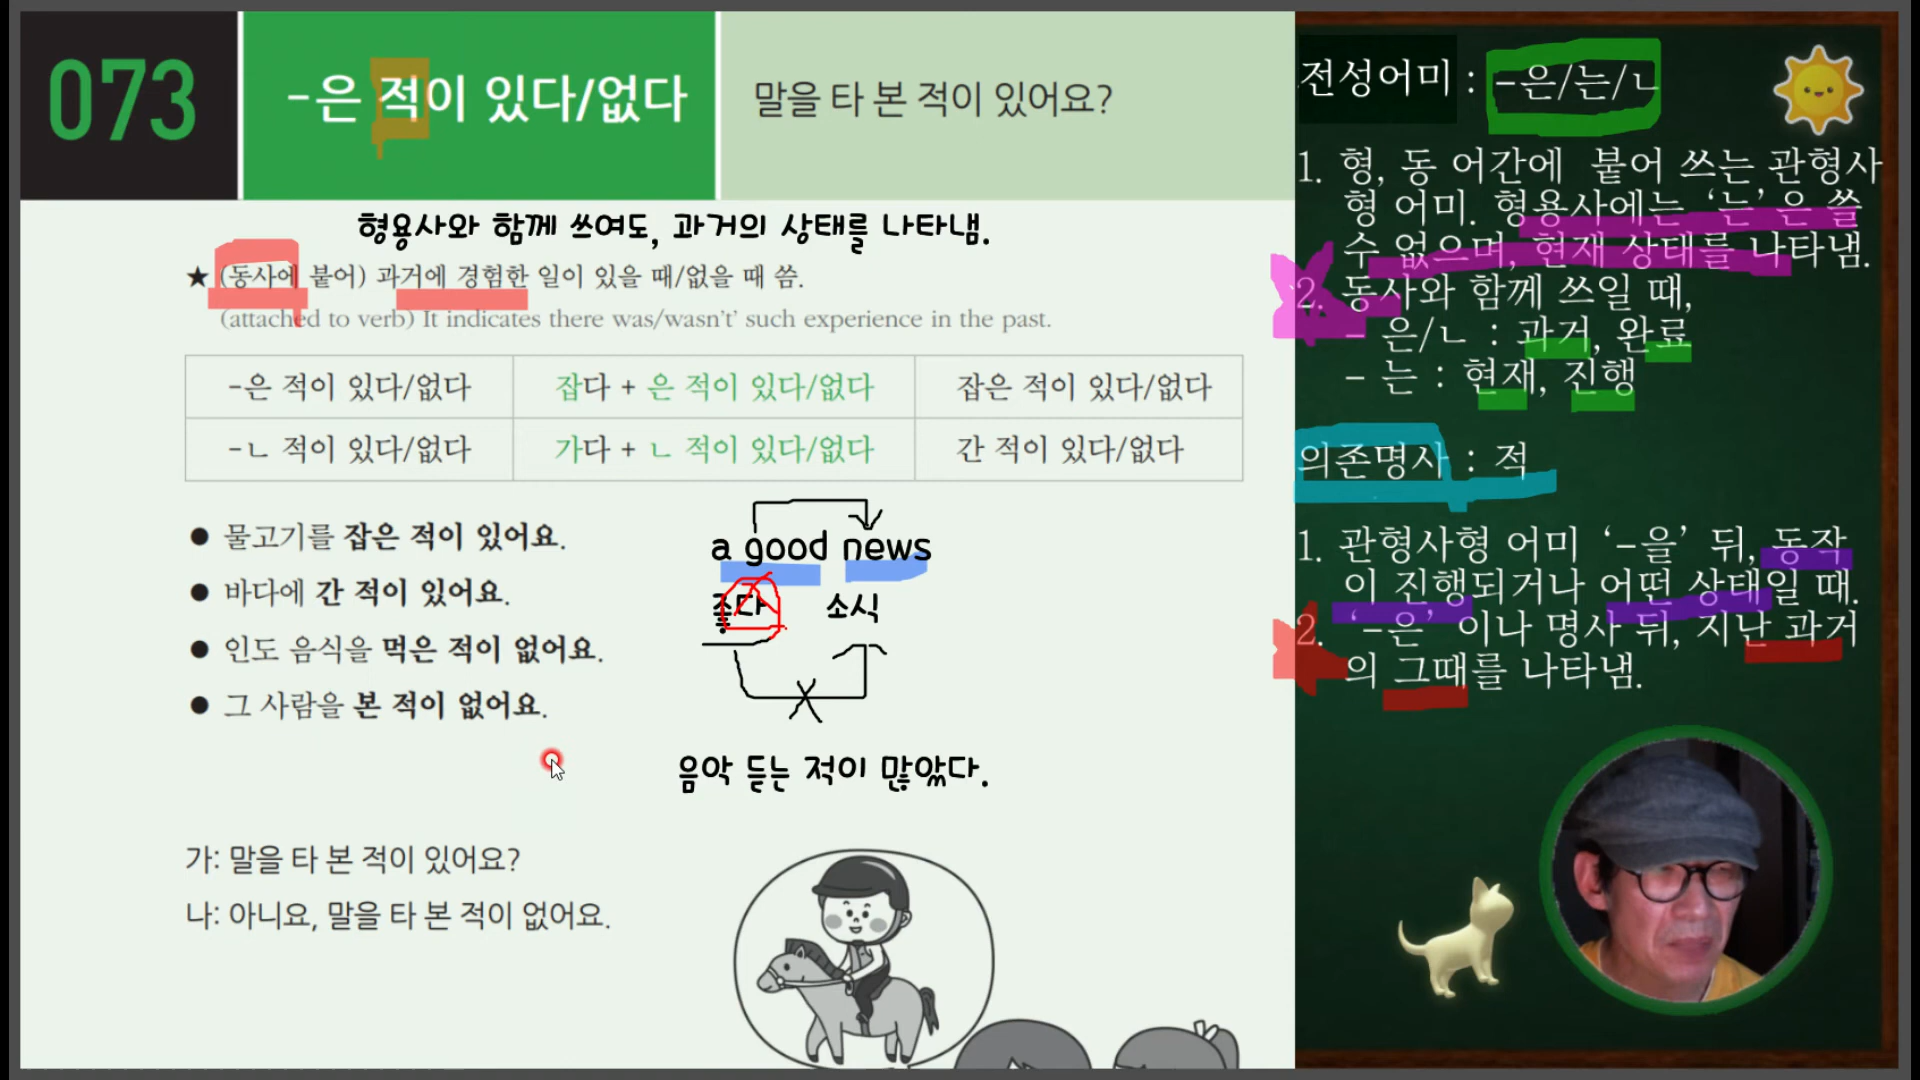 073
-은 적이 있다/없다
말을 타 본 적이 있어요?
형용사와 함께 쓰여도, 과거의 상태를 나타냄.
★ (동사에 붙어) 과거에 경험한 일이 있을 때/없을 때 씀.
(attached to verb) It indicates there was/wasn't' such experience in the past.
-은 적이 있다/없다 잡다 + 은 적이 있다/없다 잡은 적이 있다/없다
-ㄴ 적이 있다/없다 가다 + ㄴ 적이 있다/없다 간 적이 있다/없다
● 물고기를 잡은 적이 있어요.
● 바다에 간 적이 있어요.
● 인도 음식을 먹은 적이 없어요.
● 그 사람을 본 적이 없어요.
a good news
좋다 소식
음악 듣는 적이 많았다.
가: 말을 타 본 적이 있어요?
나: 아니요, 말을 타 본 적이 없어요.
전성어미 : -은/는/ㄴ
1. 형, 동 어간에 붙어 쓰는 관형사
형 어미. 형용사에는 '는' 은 쓸
수 없으며, 현재 상태를 나타냄.
2. 동사와 함께 쓰일 때,
- 은/ㄴ : 과거, 완료
- 는 : 현재, 진행
의존명사 : 적
1. 관형사형 어미 '-을' 뒤, 동작
이 진행되거나 어떤 상태일 때.
2. '-은' 이나 명사 뒤, 지난 과거
의 그때를 나타냄.